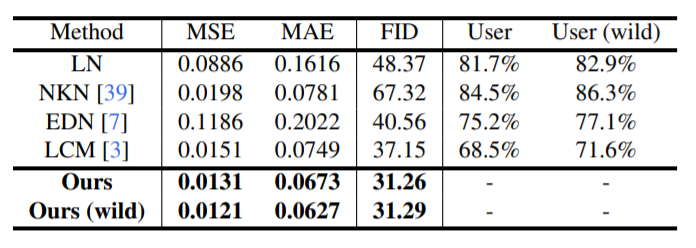 Method MSE MAE FID User User (wild)
LN 0.0886 0.1616 48.37 81.7% 82.9%
NKN [39] 0.0198 0.0781 67.32 84.5% 86.3%
EDN [7] 0.1186 0.2022 40.56 75.2% 77.1%
LCM [3] 0.0151 0.0749 37.15 68.5% 71.6%
Ours 0.0131 0.0673 31.26 - -
Ours (wild) 0.0121 0.0627 31.29 - -